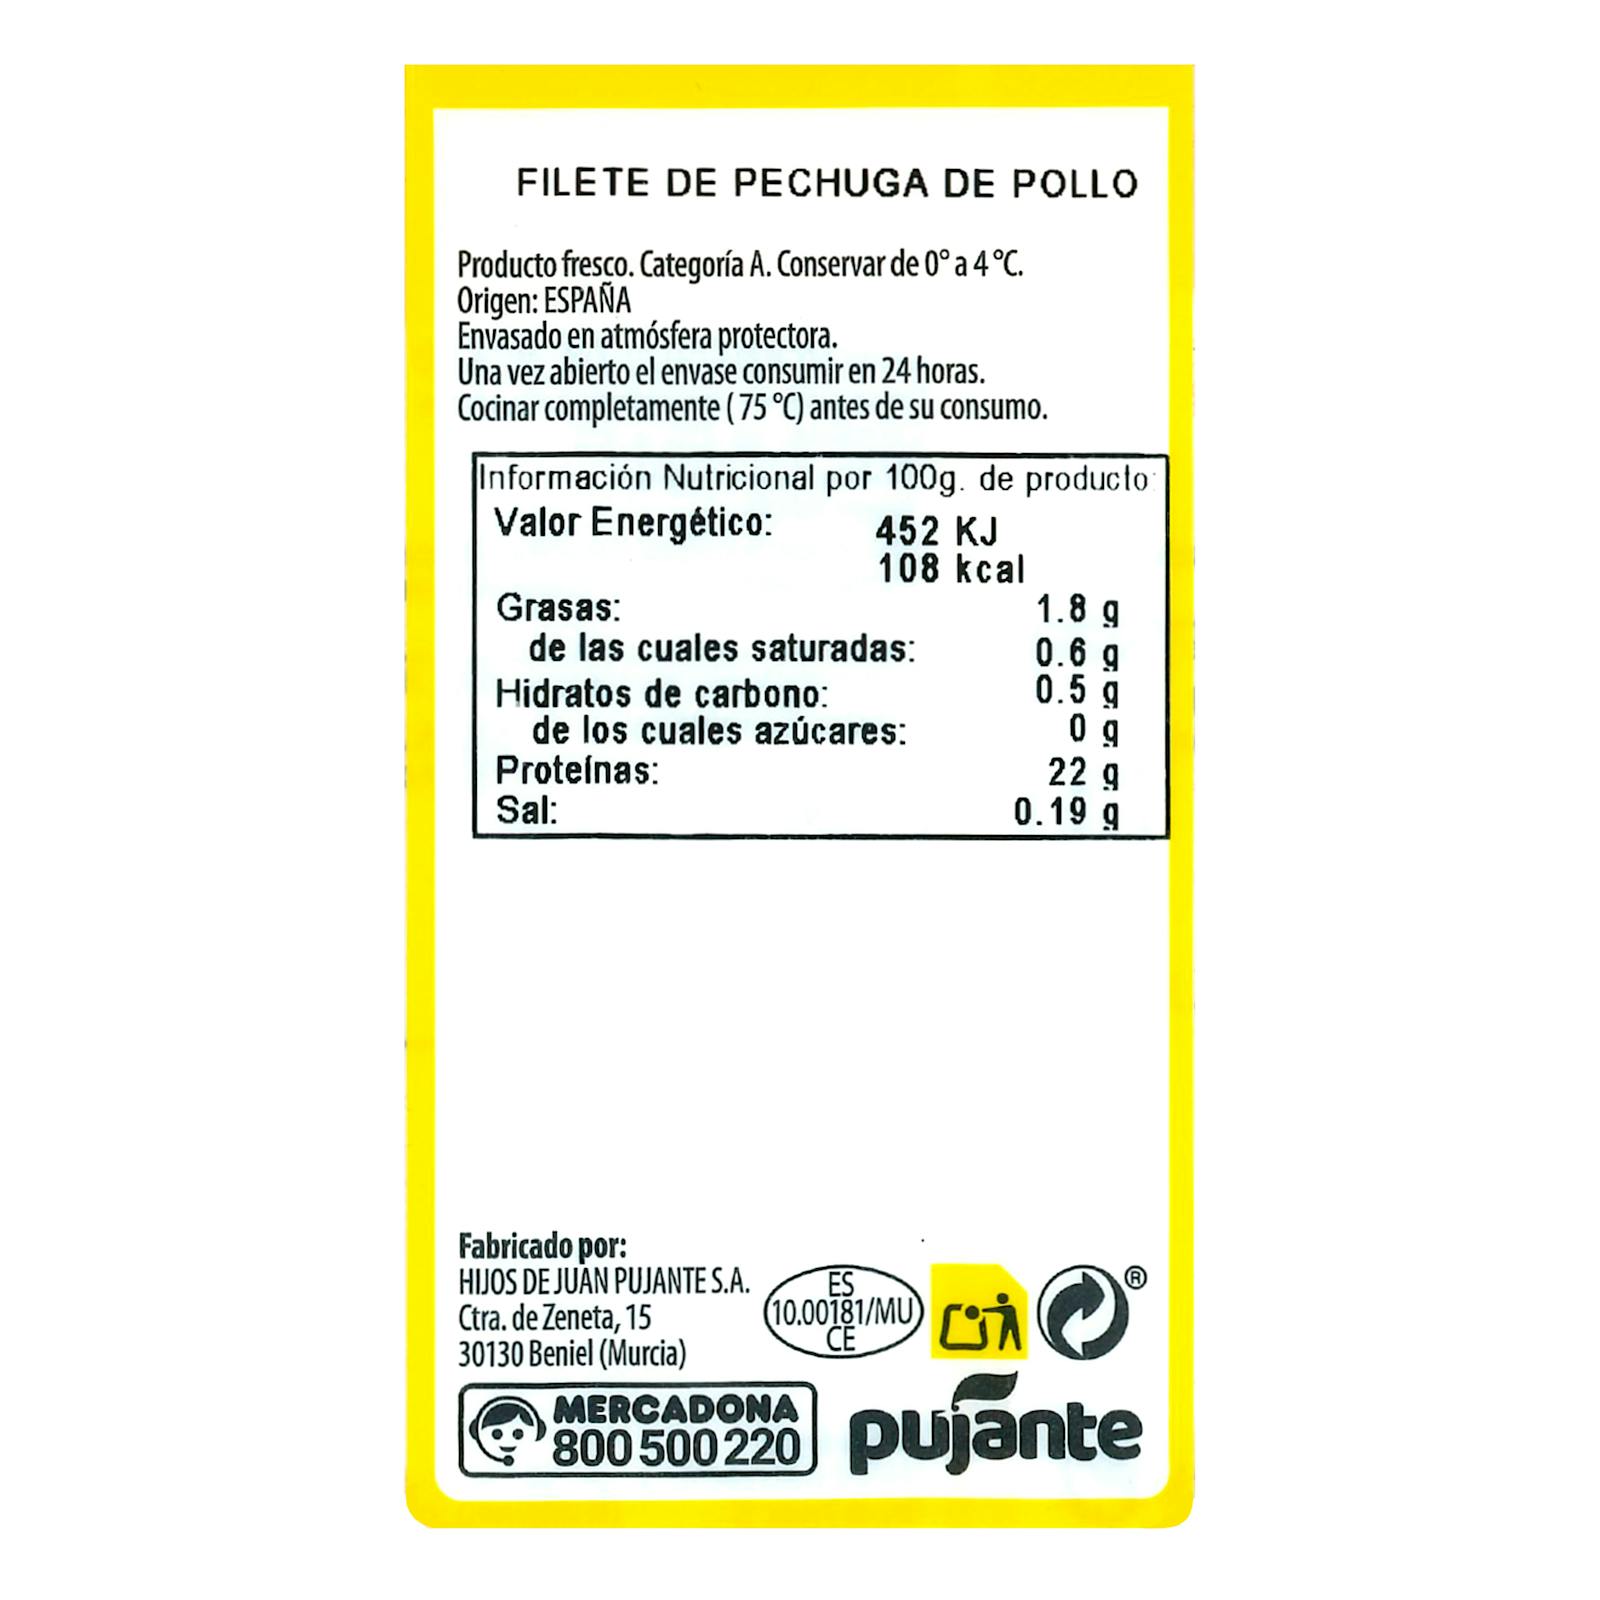 FILETE DE PECHUGA DE POLLO
Producto fresco. Categoría A. Conservar de 0° a 4 °C.
Origen: ESPAÑA
Envasado en atmósfera protectora.
Una vez abierto el envase consumir en 24 horas.
Cocinar completamente ( 75 °C) antes de su consumo.
Información Nutricional por 100g. de producto:
Valor Energético: 452 KJ
108 kcal
Grasas: 1.8 g
de las cuales saturadas: 0.6 g
Hidratos de carbono: 0.5 g
de los cuales azúcares: 0 g
Proteínas: 22 g
Sal: 0.19 g
Fabricado por:
HIJOS DE JUAN PUJANTE S.A.
Ctra. de Zeneta, 15
30130 Beniel (Murcia)
ES
10.00181/MU
CE
®
MERCADONA
800 500 220
pujante